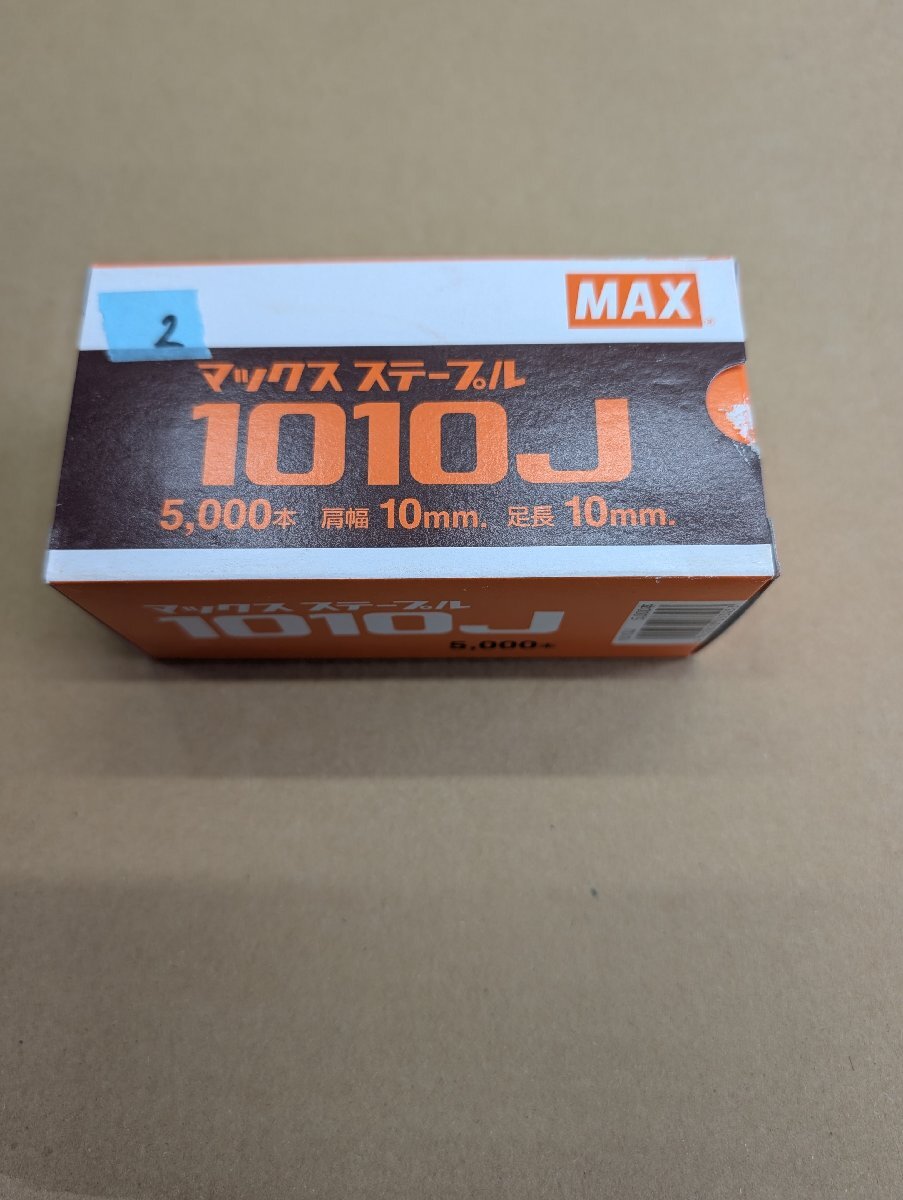 2
MAX
マックス ステープル
1010J
5,000本 肩幅 10mm. 足長 10mm.
マックス ステープル
1010J
5,000本